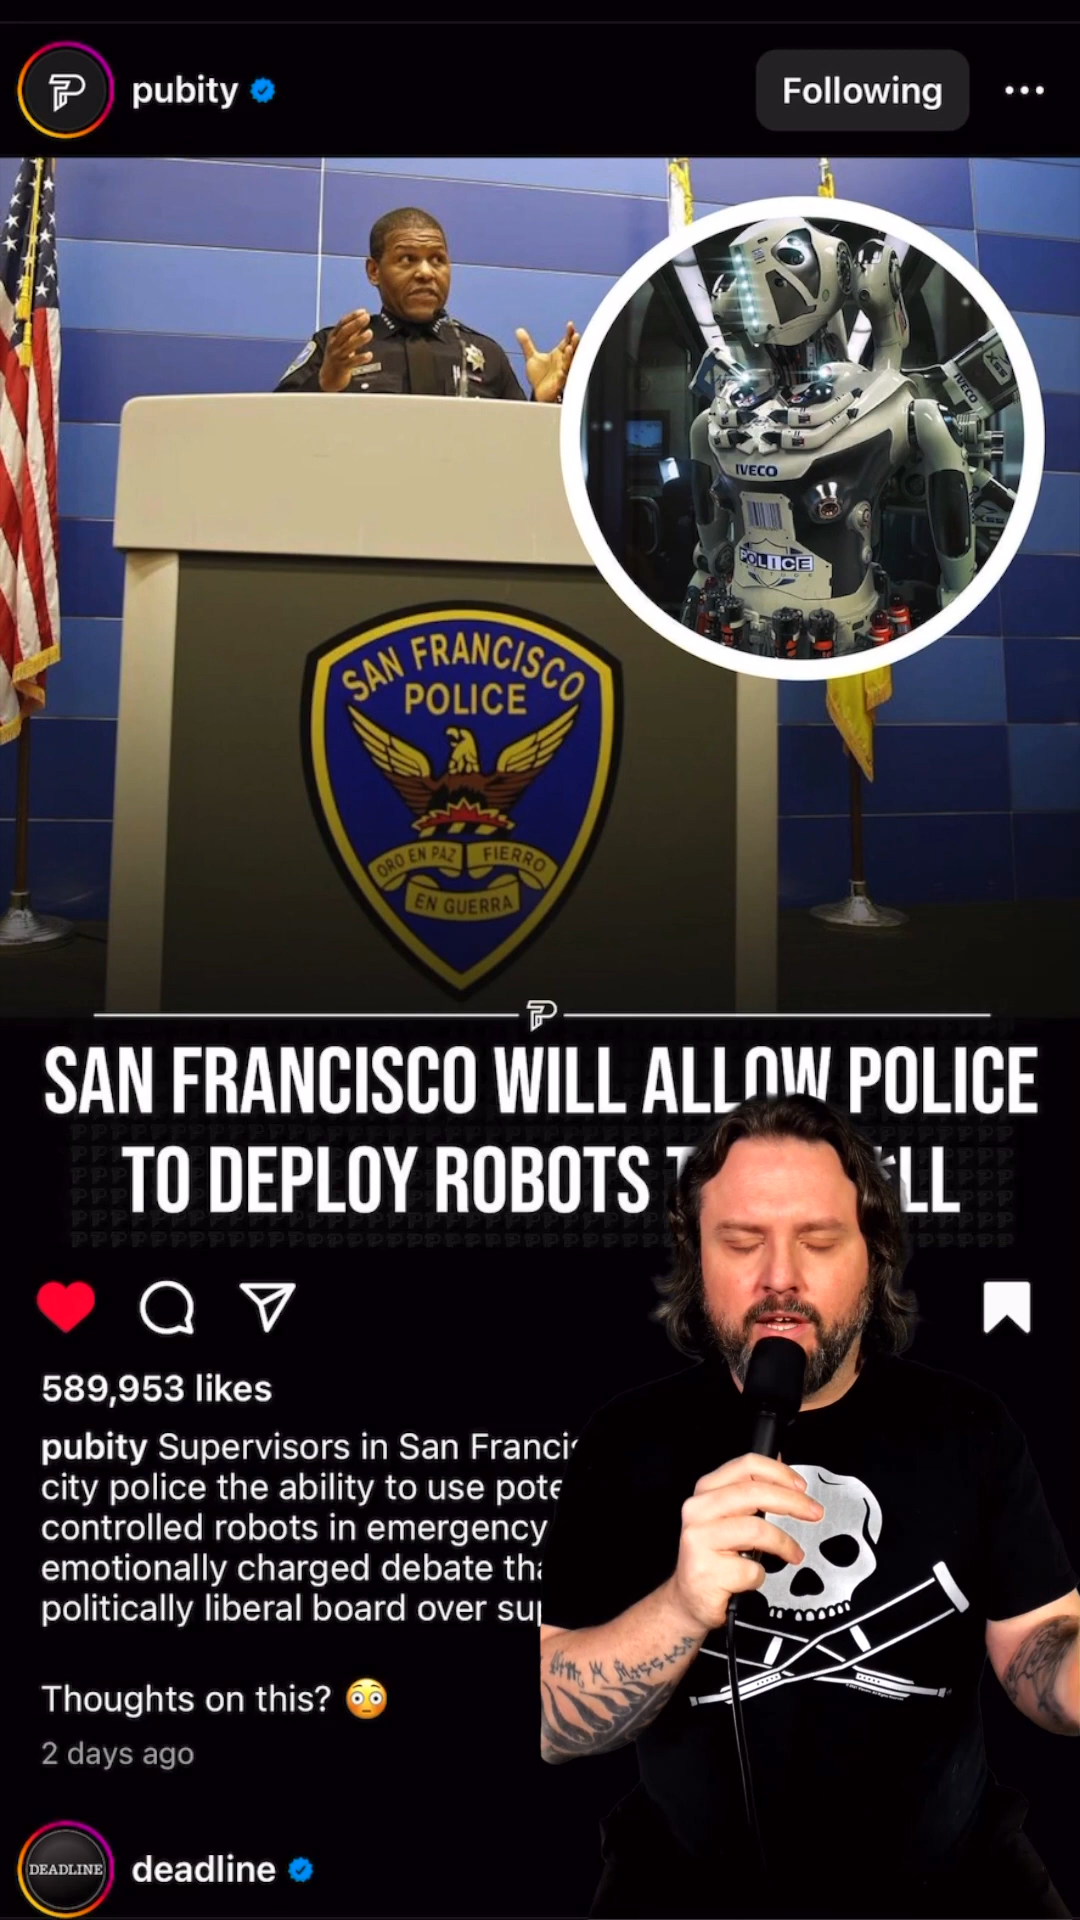 pubity
Following
IVECO
XSS
IVECO
POLICE
SAN FRANCISCO
POLICE
ORO EN PAZ
FIERRO
EN GUERRA
SAN FRANCISCO WILL ALLOW POLICE
TO DEPLOY ROBOTS
589,953 likes
pubity Supervisors in San
city police the ability to use
controlled robots in emergency
emotionally charged debate
politically liberal board over
Thoughts on this? 😳
2 days ago
DEADLINE
deadline